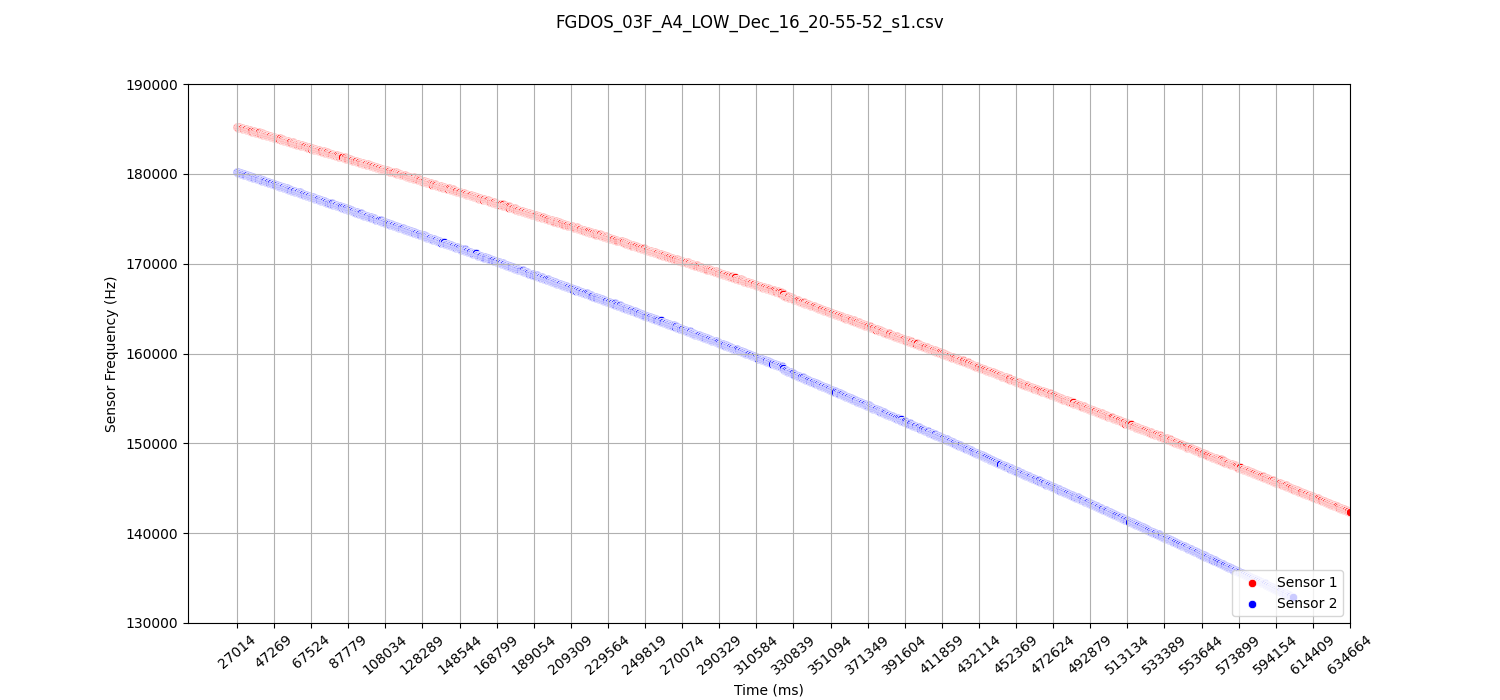 FGDOS_03F_A4_LOW_Dec_16_20-55-52_s1.csv
Sensor Frequency (Hz)
190000
180000
170000
160000
150000
140000
130000
Sensor 1
Sensor 2
27014 47269 67524 87779 108034 128289 148544 168799 189054 209309 229564 249819 270074 290329 310584 330839 351094 371349 391604 411859 432114 452369 472624 492879 513134 533389 553644 573899 594154 614409 634664
Time (ms)